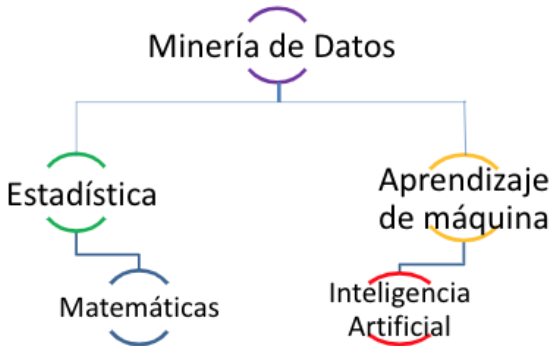 Minería de Datos
Estadística
Aprendizaje
de máquina
Matemáticas
Inteligencia
Artificial